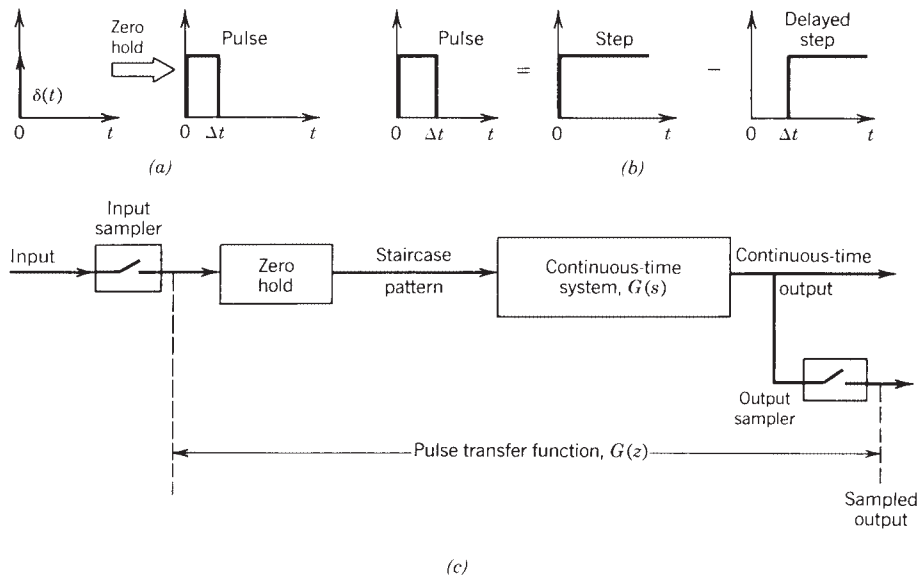 Zero
hold
δ(t)
0
t
Pulse
0
Δt
t
(a)
Pulse
0
Δt
t
=
Step
0
t
–
Delayed
step
0
Δt
t
(b)
Input
Input
sampler
Zero
hold
Staircase
pattern
Continuous-time
system, G(s)
Continuous-time
output
Output
sampler
Pulse transfer function, G(z)
Sampled
output
(c)